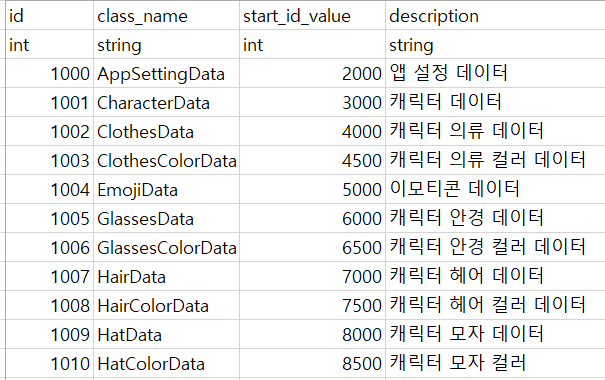 id class_name start_id_value description
int string int string
1000 AppSettingData 2000 앱 설정 데이터
1001 CharacterData 3000 캐릭터 데이터
1002 ClothesData 4000 캐릭터 의류 데이터
1003 ClothesColorData 4500 캐릭터 의류 컬러 데이터
1004 EmojiData 5000 이모티콘 데이터
1005 GlassesData 6000 캐릭터 안경 데이터
1006 GlassesColorData 6500 캐릭터 안경 컬러 데이터
1007 HairData 7000 캐릭터 헤어 데이터
1008 HairColorData 7500 캐릭터 헤어 컬러 데이터
1009 HatData 8000 캐릭터 모자 데이터
1010 HatColorData 8500 캐릭터 모자 컬러